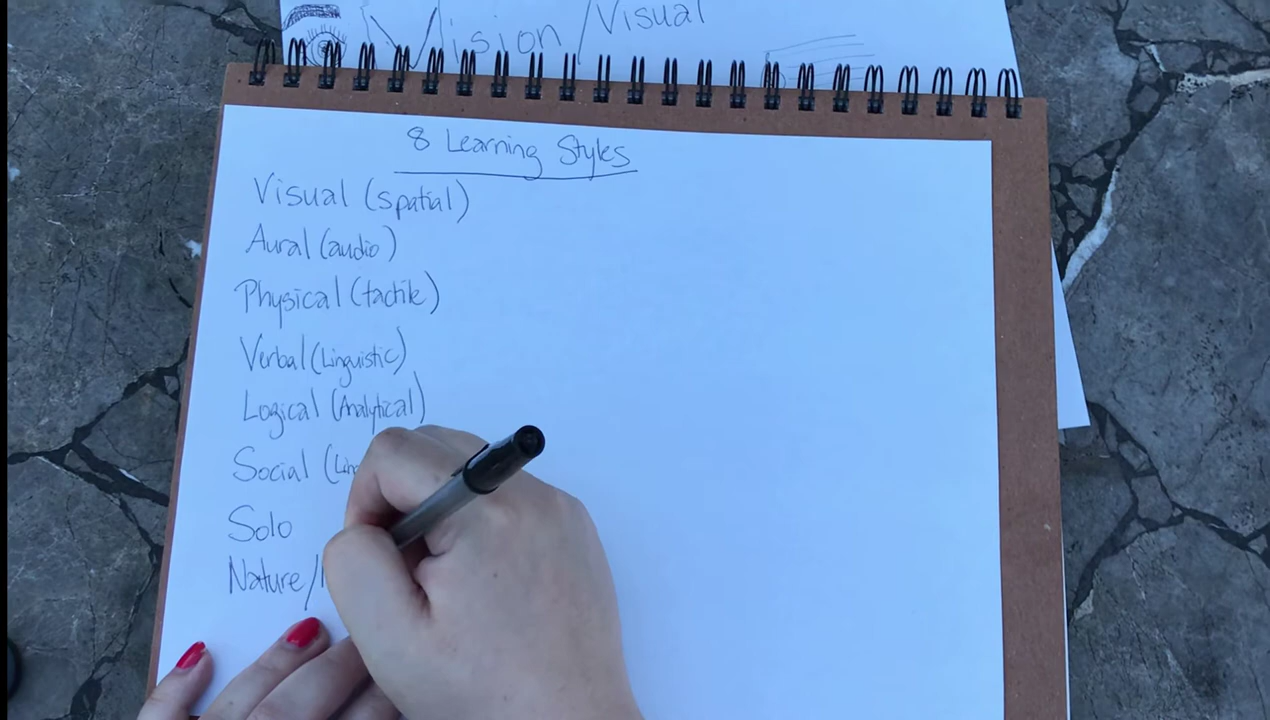 Vision/Visual
8 Learning Styles
Visual (spatial)
Aural (audio)
Physical (tactile)
Verbal (Linguistic)
Logical (Analytical)
Social
Solo
Nature/